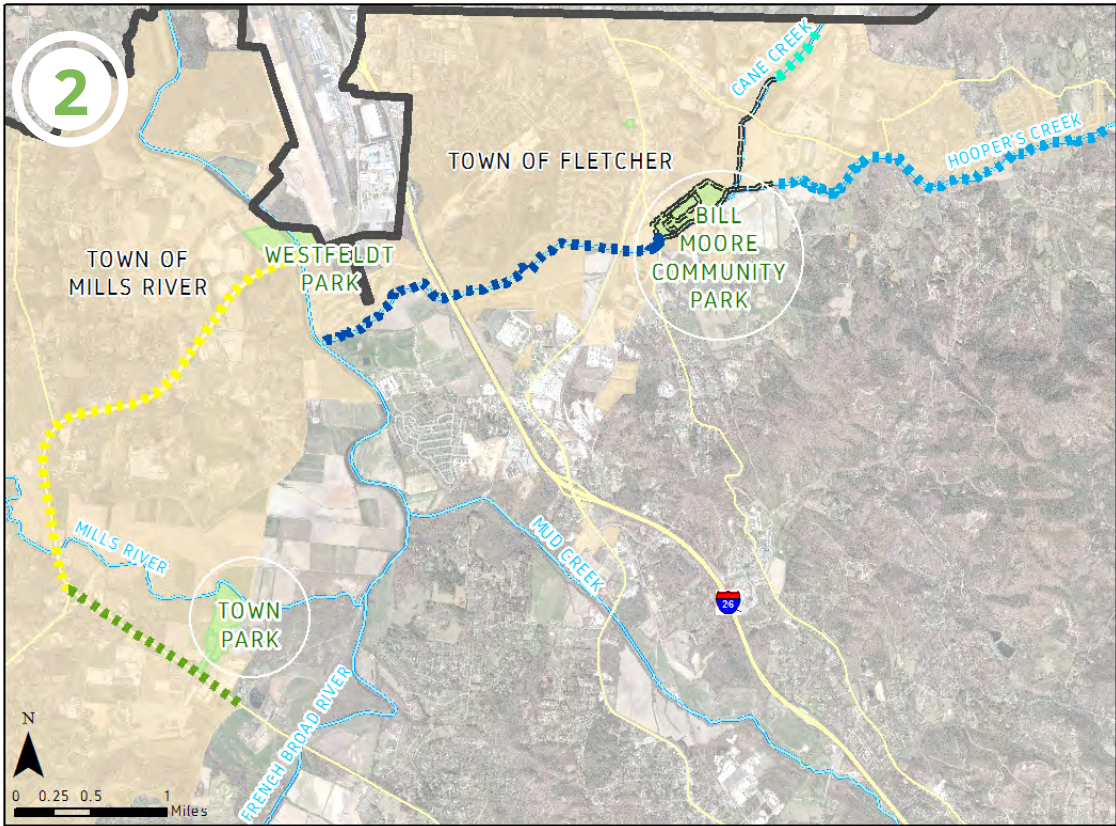 2
CANE CREEK
HOOPER'S CREEK
TOWN OF FLETCHER
BILL
MOORE
COMMUNITY
PARK
WESTFELDT
PARK
TOWN OF
MILLS RIVER
MILLS RIVER
MUD CREEK
26
TOWN
PARK
FRENCH BROAD RIVER
N
0 0.25 0.5 1
Miles